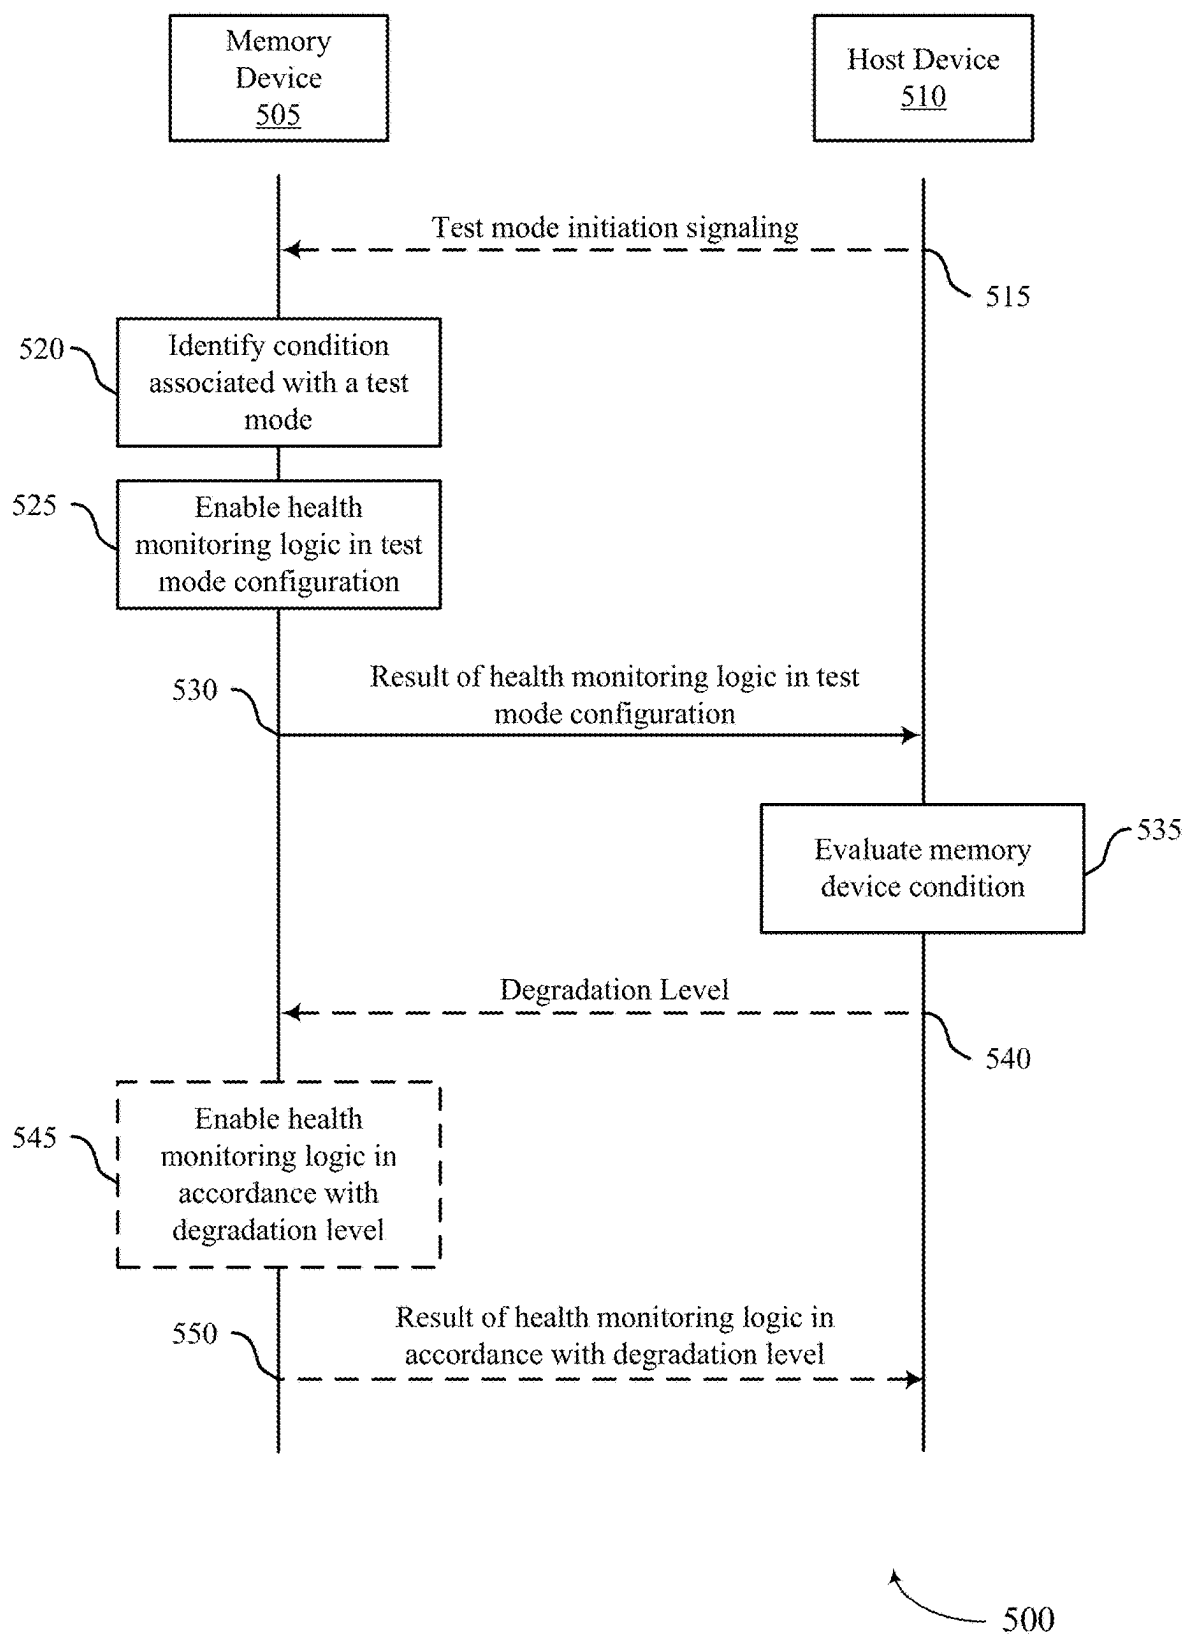 Memory
Device
505
Host Device
510
Test mode initiation signaling
515
520
Identify condition
associated with a test
mode
525
Enable health
monitoring logic in test
mode configuration
530
Result of health monitoring logic in test
mode configuration
Evaluate memory
device condition
535
Degradation Level
540
545
Enable health
monitoring logic in
accordance with
degradation level
550
Result of health monitoring logic in
accordance with degradation level
500